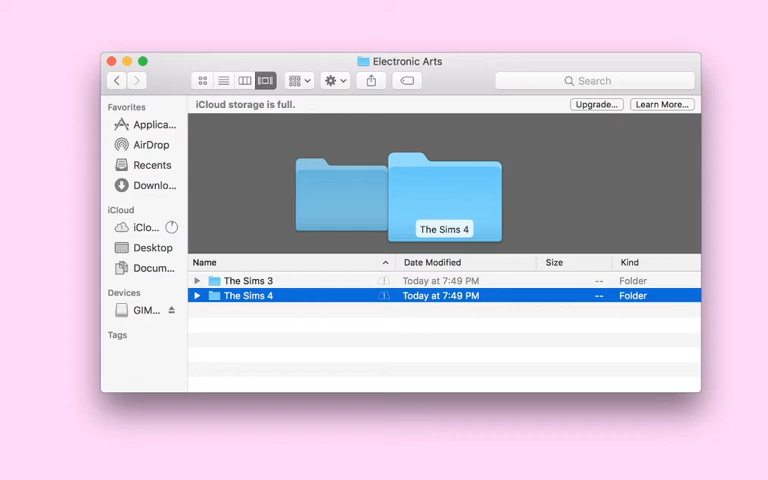 Electronic Arts
Search
Favorites
Applica...
AirDrop
Recents
Downlo...
iCloud
iClo...
Desktop
Docum...
Devices
GIM...
Tags
iCloud storage is full.
Upgrade...
Learn More...
The Sims 4
Name Date Modified Size Kind
The Sims 3 Today at 7:49 PM -- Folder
The Sims 4 Today at 7:49 PM -- Folder